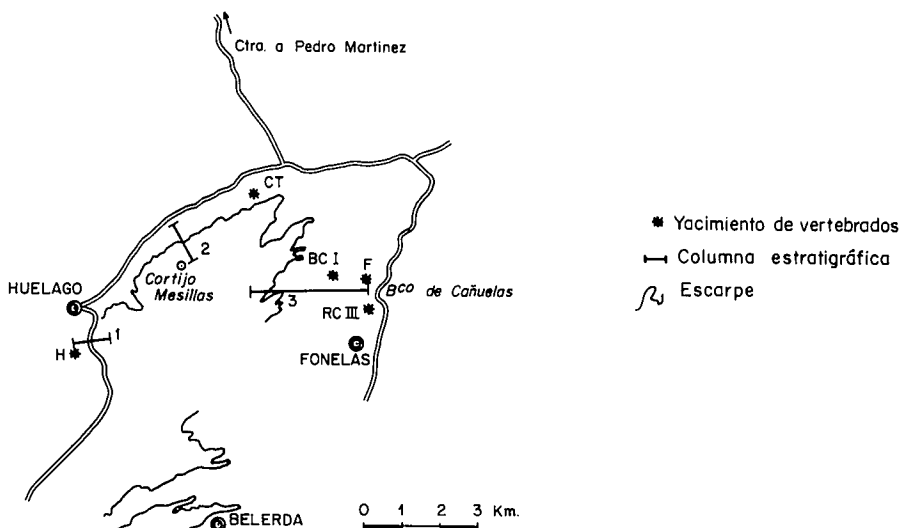 Ctra. a Pedro Martinez
CT
2
Cortijo
Mesillas
HUELAGO
BC I
F
3
Bco de Cañuelas
RC III
1
H
FONELAS
BELERDA
0 1 2 3 Km.
Yacimiento de vertebrados
Columna estratigráfica
Escarpe